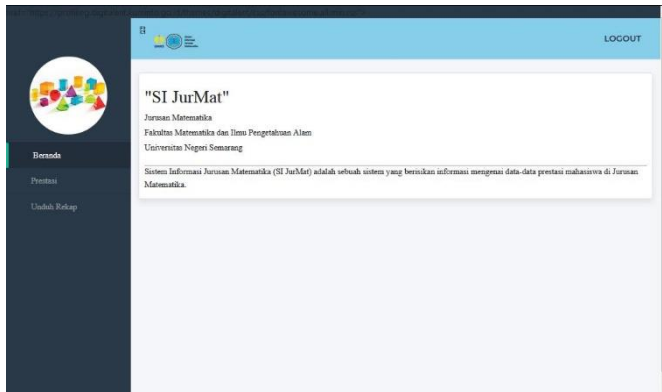 LOGOUT
"SI JurMat"
Jurusan Matematika
Fakultas Matematika dan Ilmu Pengetahuan Alam
Universitas Negeri Semarang
Sistem Informasi Jurusan Matematika (SI JurMat) adalah sebuah sistem yang berisikan informasi mengenai data-data prestasi mahasiswa di Jurusan
Matematika.
Beranda
Prestasi
Unduh Rekap